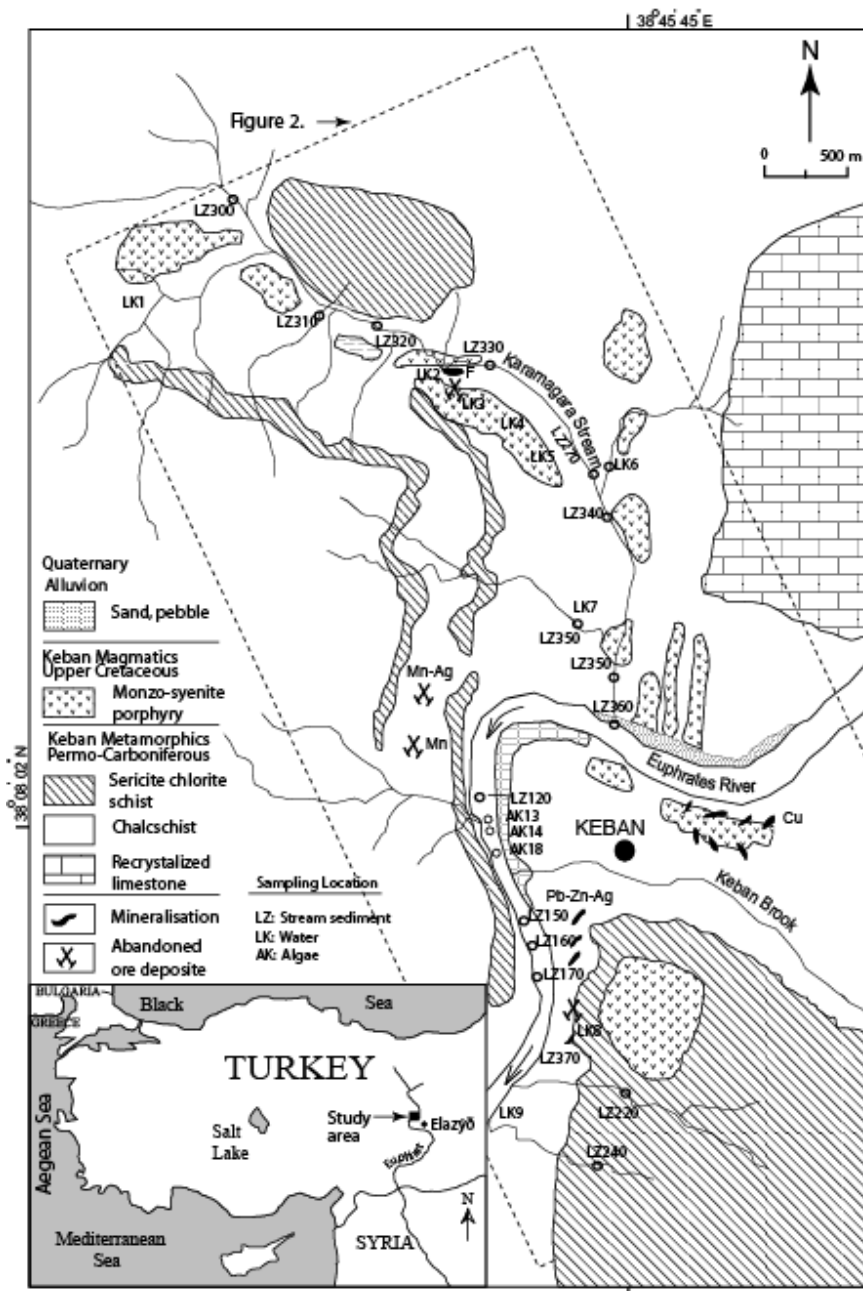 38°45'45"E
N
Figure 2.
0 500 m
LZ300
LK1
LZ310
LZ320
LZ330
Karamagara Stream
LK2
F
LK3
LK4
LK5
LZ270
LK6
LZ340
LK7
LZ350
LZ350
LZ360
Quaternary
Alluvion
Sand, pebble
Keban Magmatics
Upper Cretaceous
Monzo-syenite
porphyry
Keban Metamorphics
Permo-Carboniferous
Sericite chlorite
schist
Chalcschist
Recrystalized
limestone
Mineralisation
Abandoned
ore deposite
Sampling Location
LZ: Stream sediment
LK: Water
AK: Algae
38°08'02"N
Mn-Ag
Mn
Euphrates River
LZ120
AK13
AK14
AK18
KEBAN
Cu
Keban Brook
Pb-Zn-Ag
LZ150
LZ160
LZ170
LK8
LZ370
LK9
LZ220
LZ240
BULGARIA
GREECE
Black Sea
TURKEY
Aegean Sea
Salt
Lake
Study
area
Elazýð
Euphrat
N
Mediterranean
Sea
SYRIA